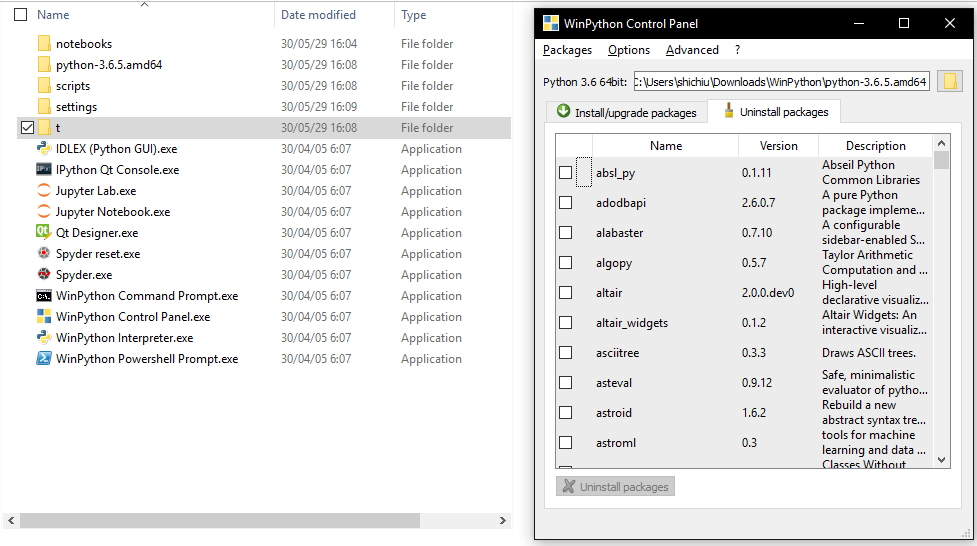 Name Date modified Type
notebooks 30/05/29 16:04 File folder
python-3.6.5.amd64 30/05/29 16:08 File folder
scripts 30/05/29 16:08 File folder
settings 30/05/29 16:09 File folder
t 30/05/29 16:08 File folder
IDLEX (Python GUI).exe 30/04/05 6:07 Application
IPython Qt Console.exe 30/04/05 6:07 Application
Jupyter Lab.exe 30/04/05 6:07 Application
Jupyter Notebook.exe 30/04/05 6:07 Application
Qt Designer.exe 30/04/05 6:07 Application
Spyder reset.exe 30/04/05 6:07 Application
Spyder.exe 30/04/05 6:07 Application
WinPython Command Prompt.exe 30/04/05 6:07 Application
WinPython Control Panel.exe 30/04/05 6:07 Application
WinPython Interpreter.exe 30/04/05 6:07 Application
WinPython Powershell Prompt.exe 30/04/05 6:07 Application
WinPython Control Panel
Packages Options Advanced ?
Python 3.6 64bit: C:\Users\shichiu\Downloads\WinPython\python-3.6.5.amd64
Install/upgrade packages Uninstall packages
Name Version Description
absl_py 0.1.11 Abseil Python
Common Libraries
adodbapi 2.6.0.7 A pure Python
package impleme...
alabaster 0.7.10 A configurable
sidebar-enabled S...
algopy 0.5.7 Taylor Arithmetic
Computation and ...
altair 2.0.0.dev0 High-level
declarative visualiz...
altair_widgets 0.1.2 Altair Widgets: An
interactive visualiz...
asciitree 0.3.3 Draws ASCII trees.
asteval 0.9.12 Safe, minimalistic
evaluator of pytho...
astroid 1.6.2 Rebuild a new
abstract syntax tre...
astroml 0.3 tools for machine
learning and data ...
Classes Without
Uninstall packages